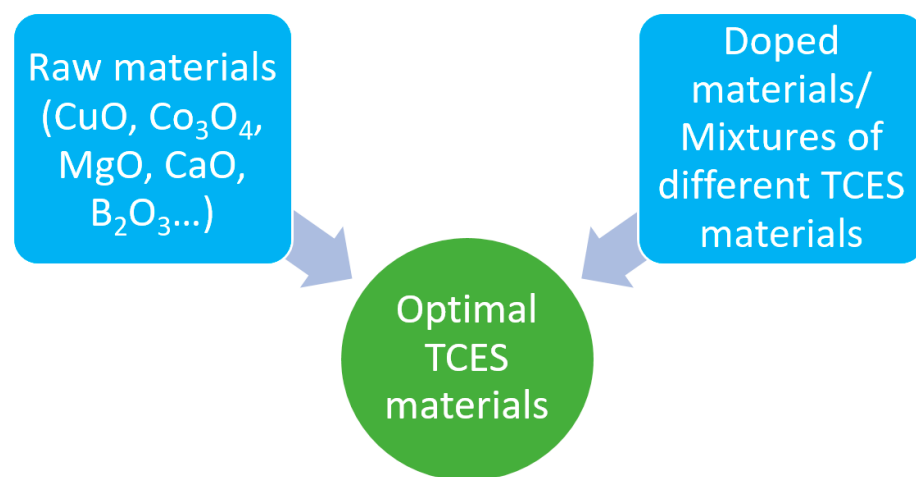 Raw materials
(CuO, Co₃O₄,
MgO, CaO,
B₂O₃...)
Doped
materials/
Mixtures of
different TCES
materials
Optimal
TCES
materials